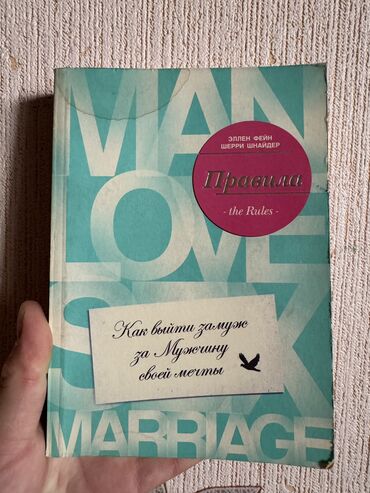 MAN
ЭЛЛЕН ФЕЙН
ШЕРРИ ШНАЙДЕР
Правила
- the Rules -
LOVE
SEX
Как выйти замуж
за Мужчину
своей мечты
MARRIAGE